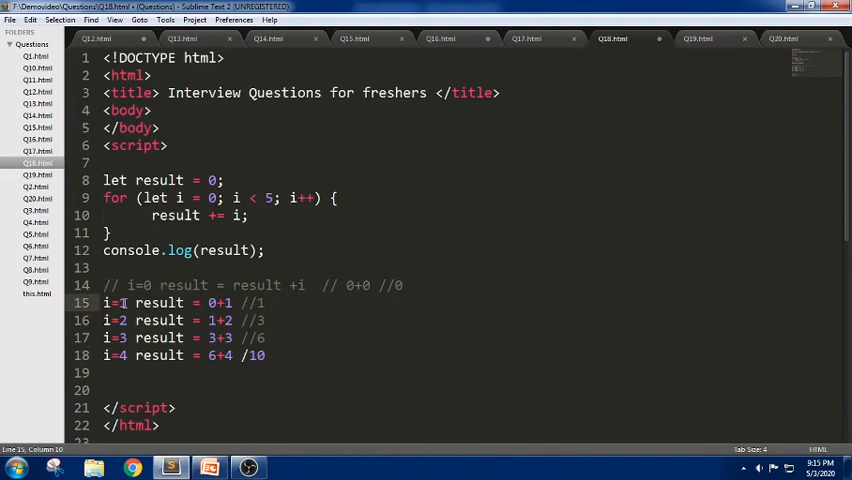 F:\Demovideo\Questions\Q18.html • (Questions) - Sublime Text 2 (UNREGISTERED)
File Edit Selection Find View Goto Tools Project Preferences Help
FOLDERS
Questions
Q1.html
Q10.html
Q11.html
Q12.html
Q13.html
Q14.html
Q15.html
Q16.html
Q17.html
Q18.html
Q19.html
Q2.html
Q20.html
Q3.html
Q4.html
Q5.html
Q6.html
Q7.html
Q8.html
Q9.html
this.html
Q12.html Q13.html Q14.html Q15.html Q16.html Q17.html Q18.html Q19.html Q20.html
1 <!DOCTYPE html>
2 <html>
3 <title> Interview Questions for freshers </title>
4 <body>
5 </body>
6 <script>
7
8 let result = 0;
9 for (let i = 0; i < 5; i++) {
10 result += i;
11 }
12 console.log(result);
13
14 // i=0 result = result +i // 0+0 //0
15 i=1 result = 0+1 //1
16 i=2 result = 1+2 //3
17 i=3 result = 3+3 //6
18 i=4 result = 6+4 /10
19
20
21 </script>
22 </html>
23
Line 15, Column 10 Tab Size: 4 HTML
9:15 PM
5/3/2020